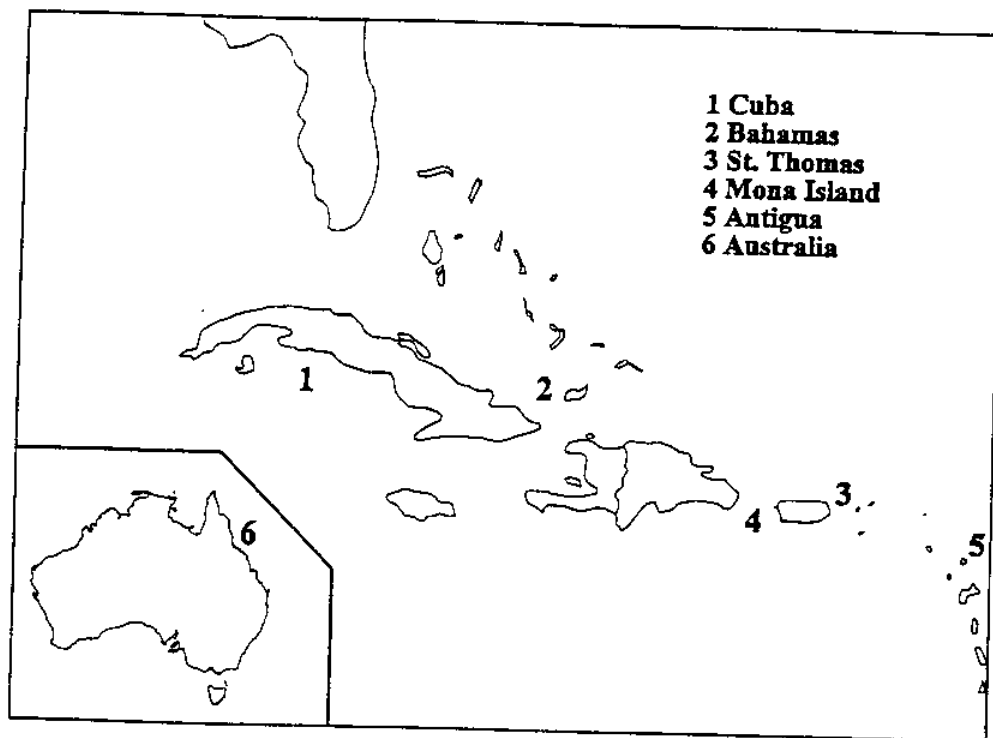 1 Cuba
2 Bahamas
3 St. Thomas
4 Mona Island
5 Antigua
6 Australia
1
2
3
4
5
6